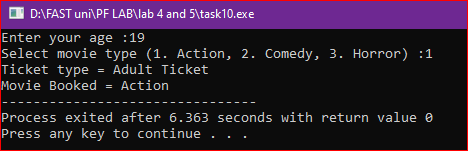 D:\FAST uni\PF LAB\lab 4 and 5\task10.exe
Enter your age :19
Select movie type (1. Action, 2. Comedy, 3. Horror) :1
Ticket type = Adult Ticket
Movie Booked = Action
--------------------------------
Process exited after 6.363 seconds with return value 0
Press any key to continue . . .